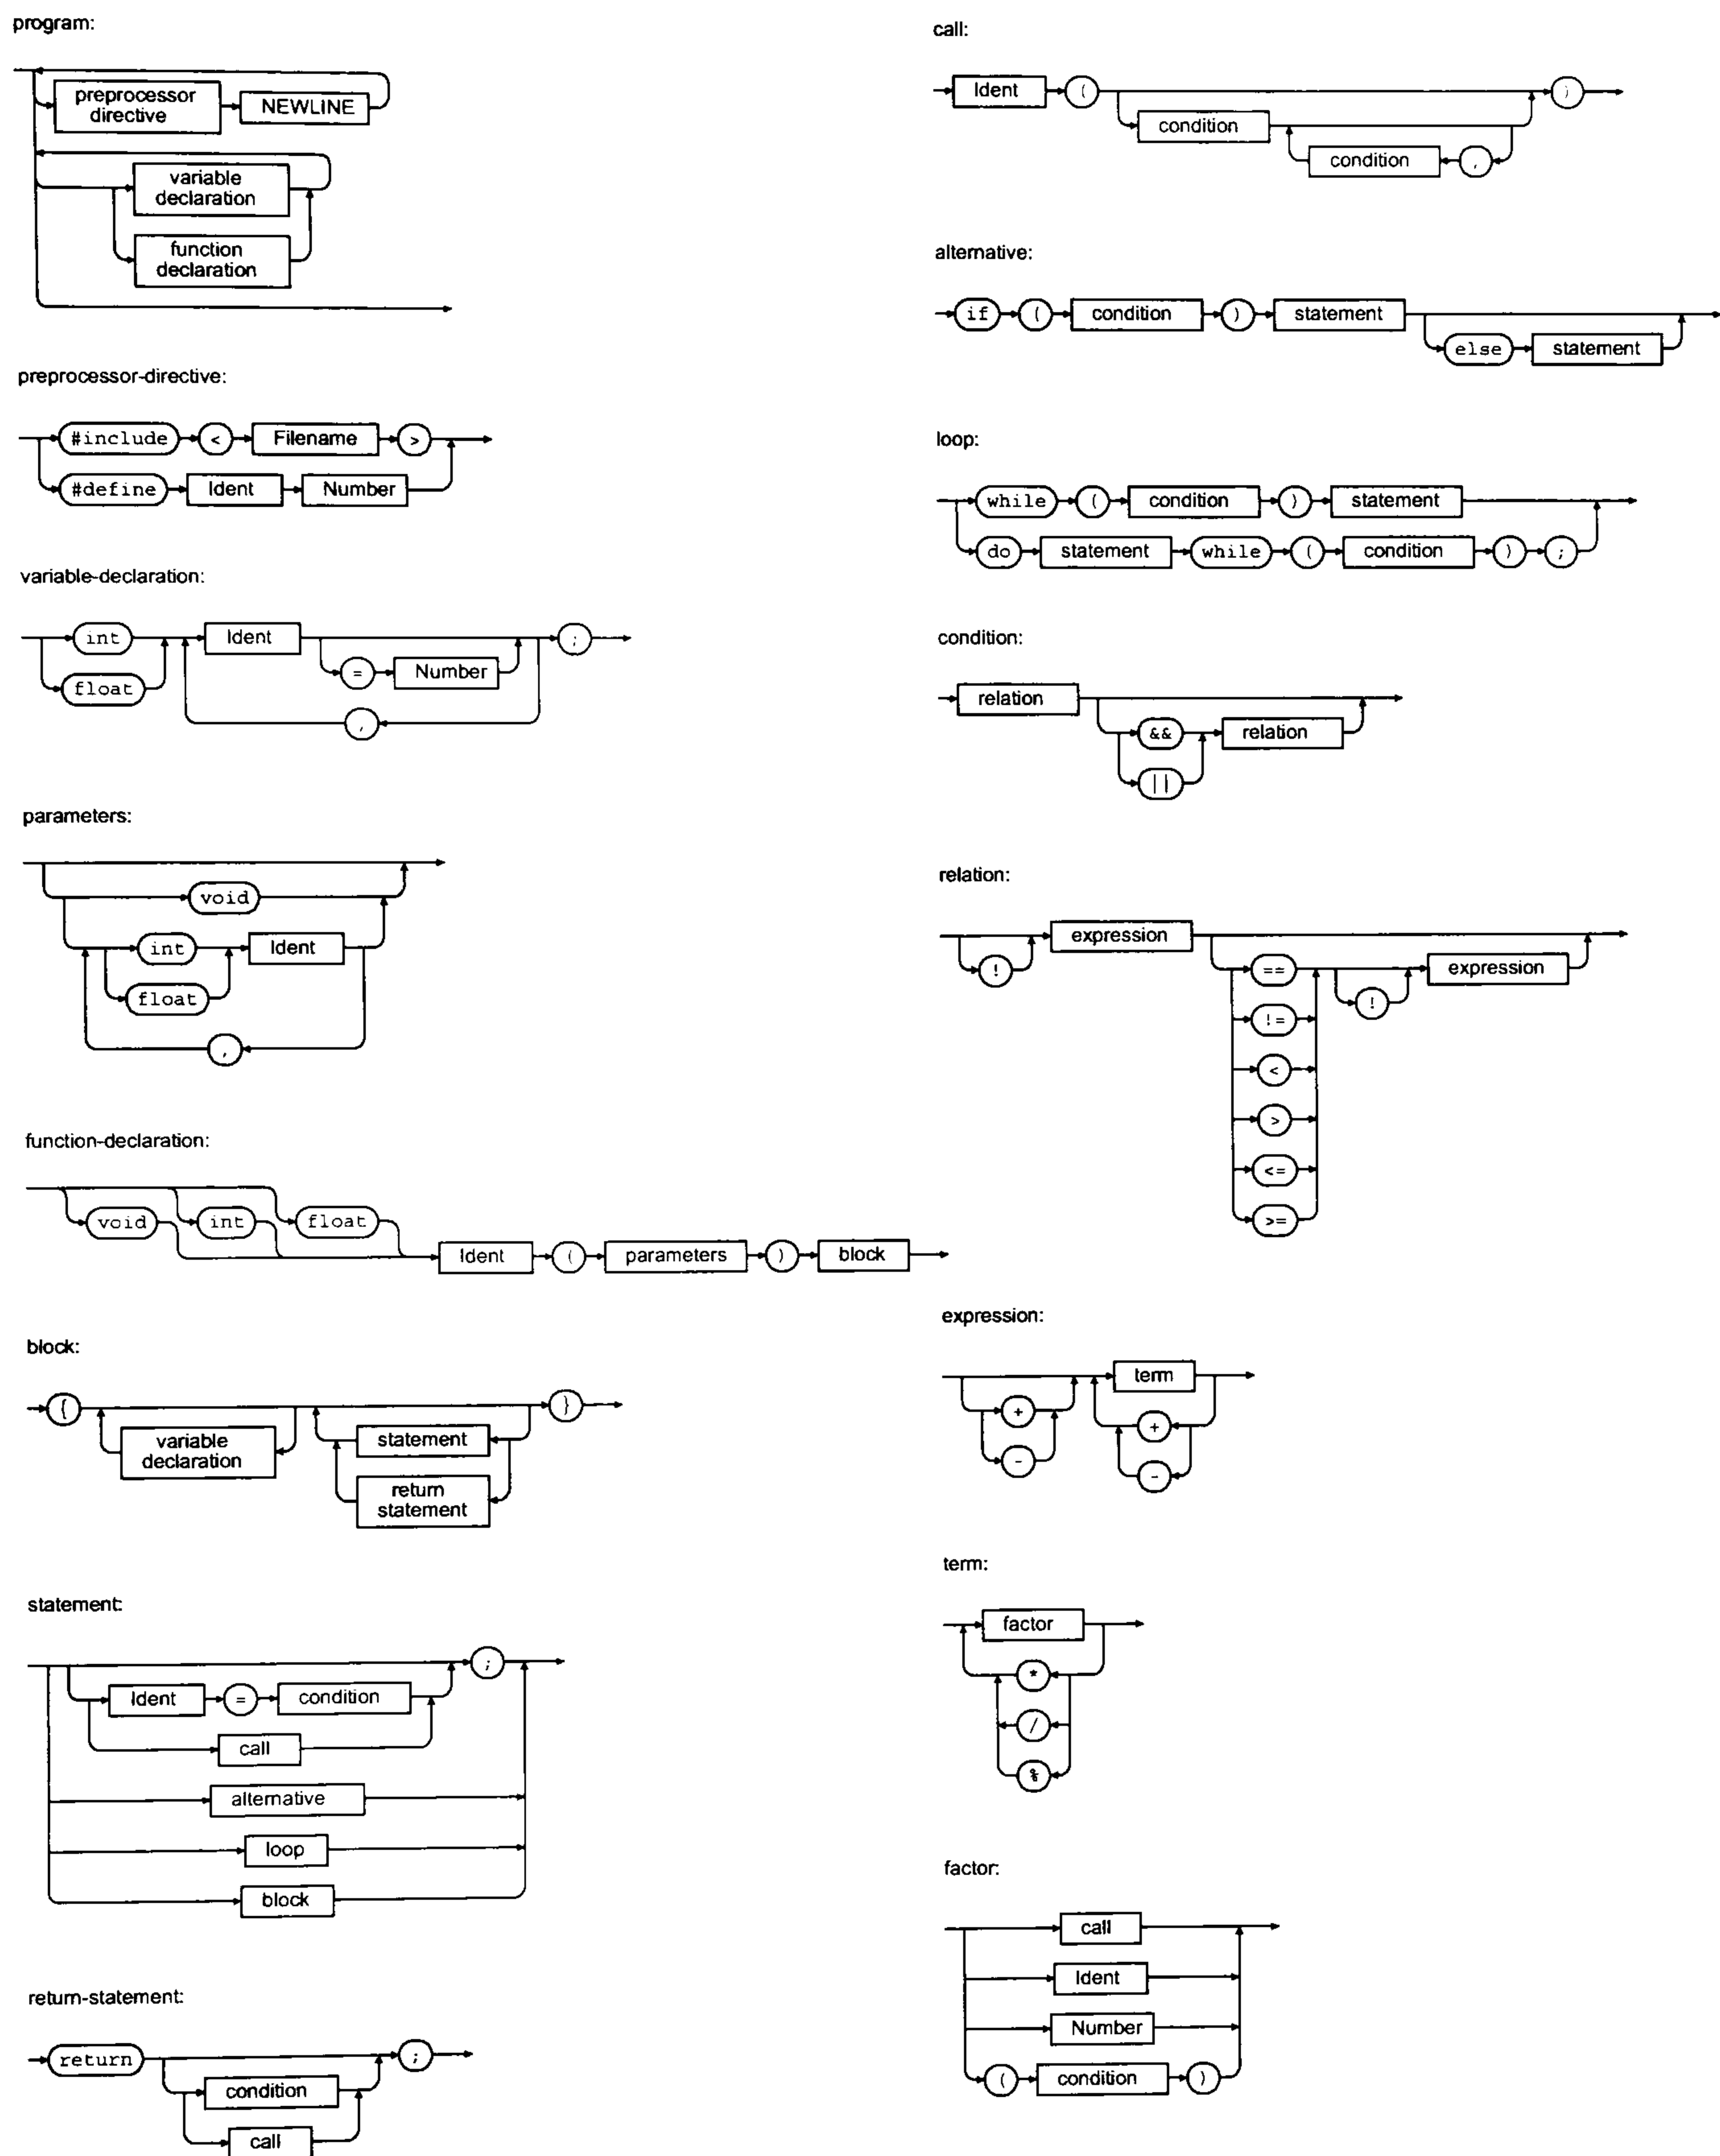 program:
preprocessor
directive
NEWLINE
variable
declaration
function
declaration
preprocessor-directive:
#include < Filename >
#define Ident Number
variable-declaration:
int Ident ;
= Number
float
,
parameters:
void
int Ident
float
,
function-declaration:
void int float
Ident ( parameters ) block
block:
{ }
variable
declaration
statement
return
statement
statement:
;
Ident = condition
call
alternative
loop
block
return-statement:
return ;
condition
call
call:
Ident ( )
condition
condition ,
alternative:
if ( condition ) statement
else statement
loop:
while ( condition ) statement
do statement while ( condition ) ;
condition:
relation
&& relation
||
relation:
expression
! == expression
!
!=
<
>
<=
>=
expression:
term
+ +
- -
term:
factor
*
/
%
factor:
call
Ident
Number
( condition )